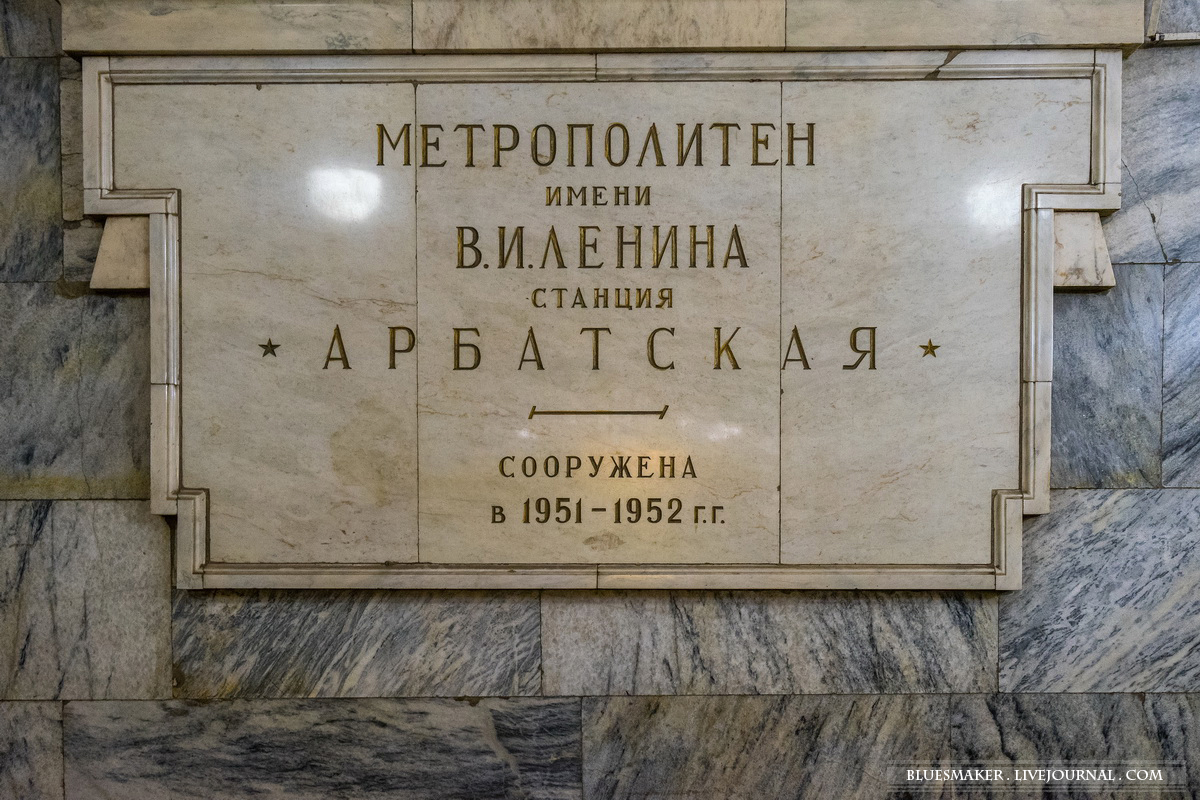 МЕТРОПОЛИТЕН
ИМЕНИ
В.И.ЛЕНИНА
СТАНЦИЯ
★ АРБАТСКАЯ ★
СООРУЖЕНА
В 1951–1952 Г.Г.
BLUESMAKER.LIVEJOURNAL.COM